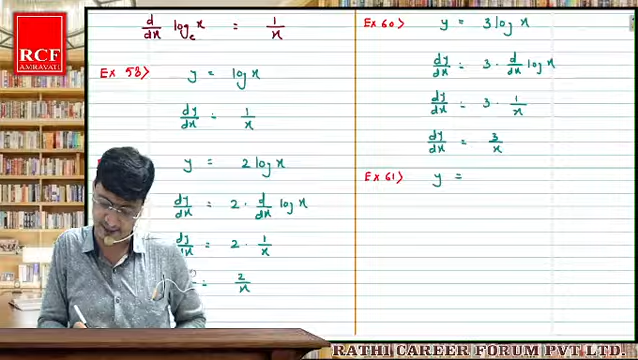 RCF
AMRAVATI
d/dx logₑ x = 1/x
Ex 58> y = log x
dy/dx = 1/x
y = 2 log x
dy/dx = 2 · d/dx log x
dy/dx = 2 · 1/x
= 2/x
Ex 60> y = 3 log x
dy/dx = 3 · d/dx log x
dy/dx = 3 · 1/x
dy/dx = 3/x
Ex 61> y =
RATHI CAREER FORUM PVT LTD.